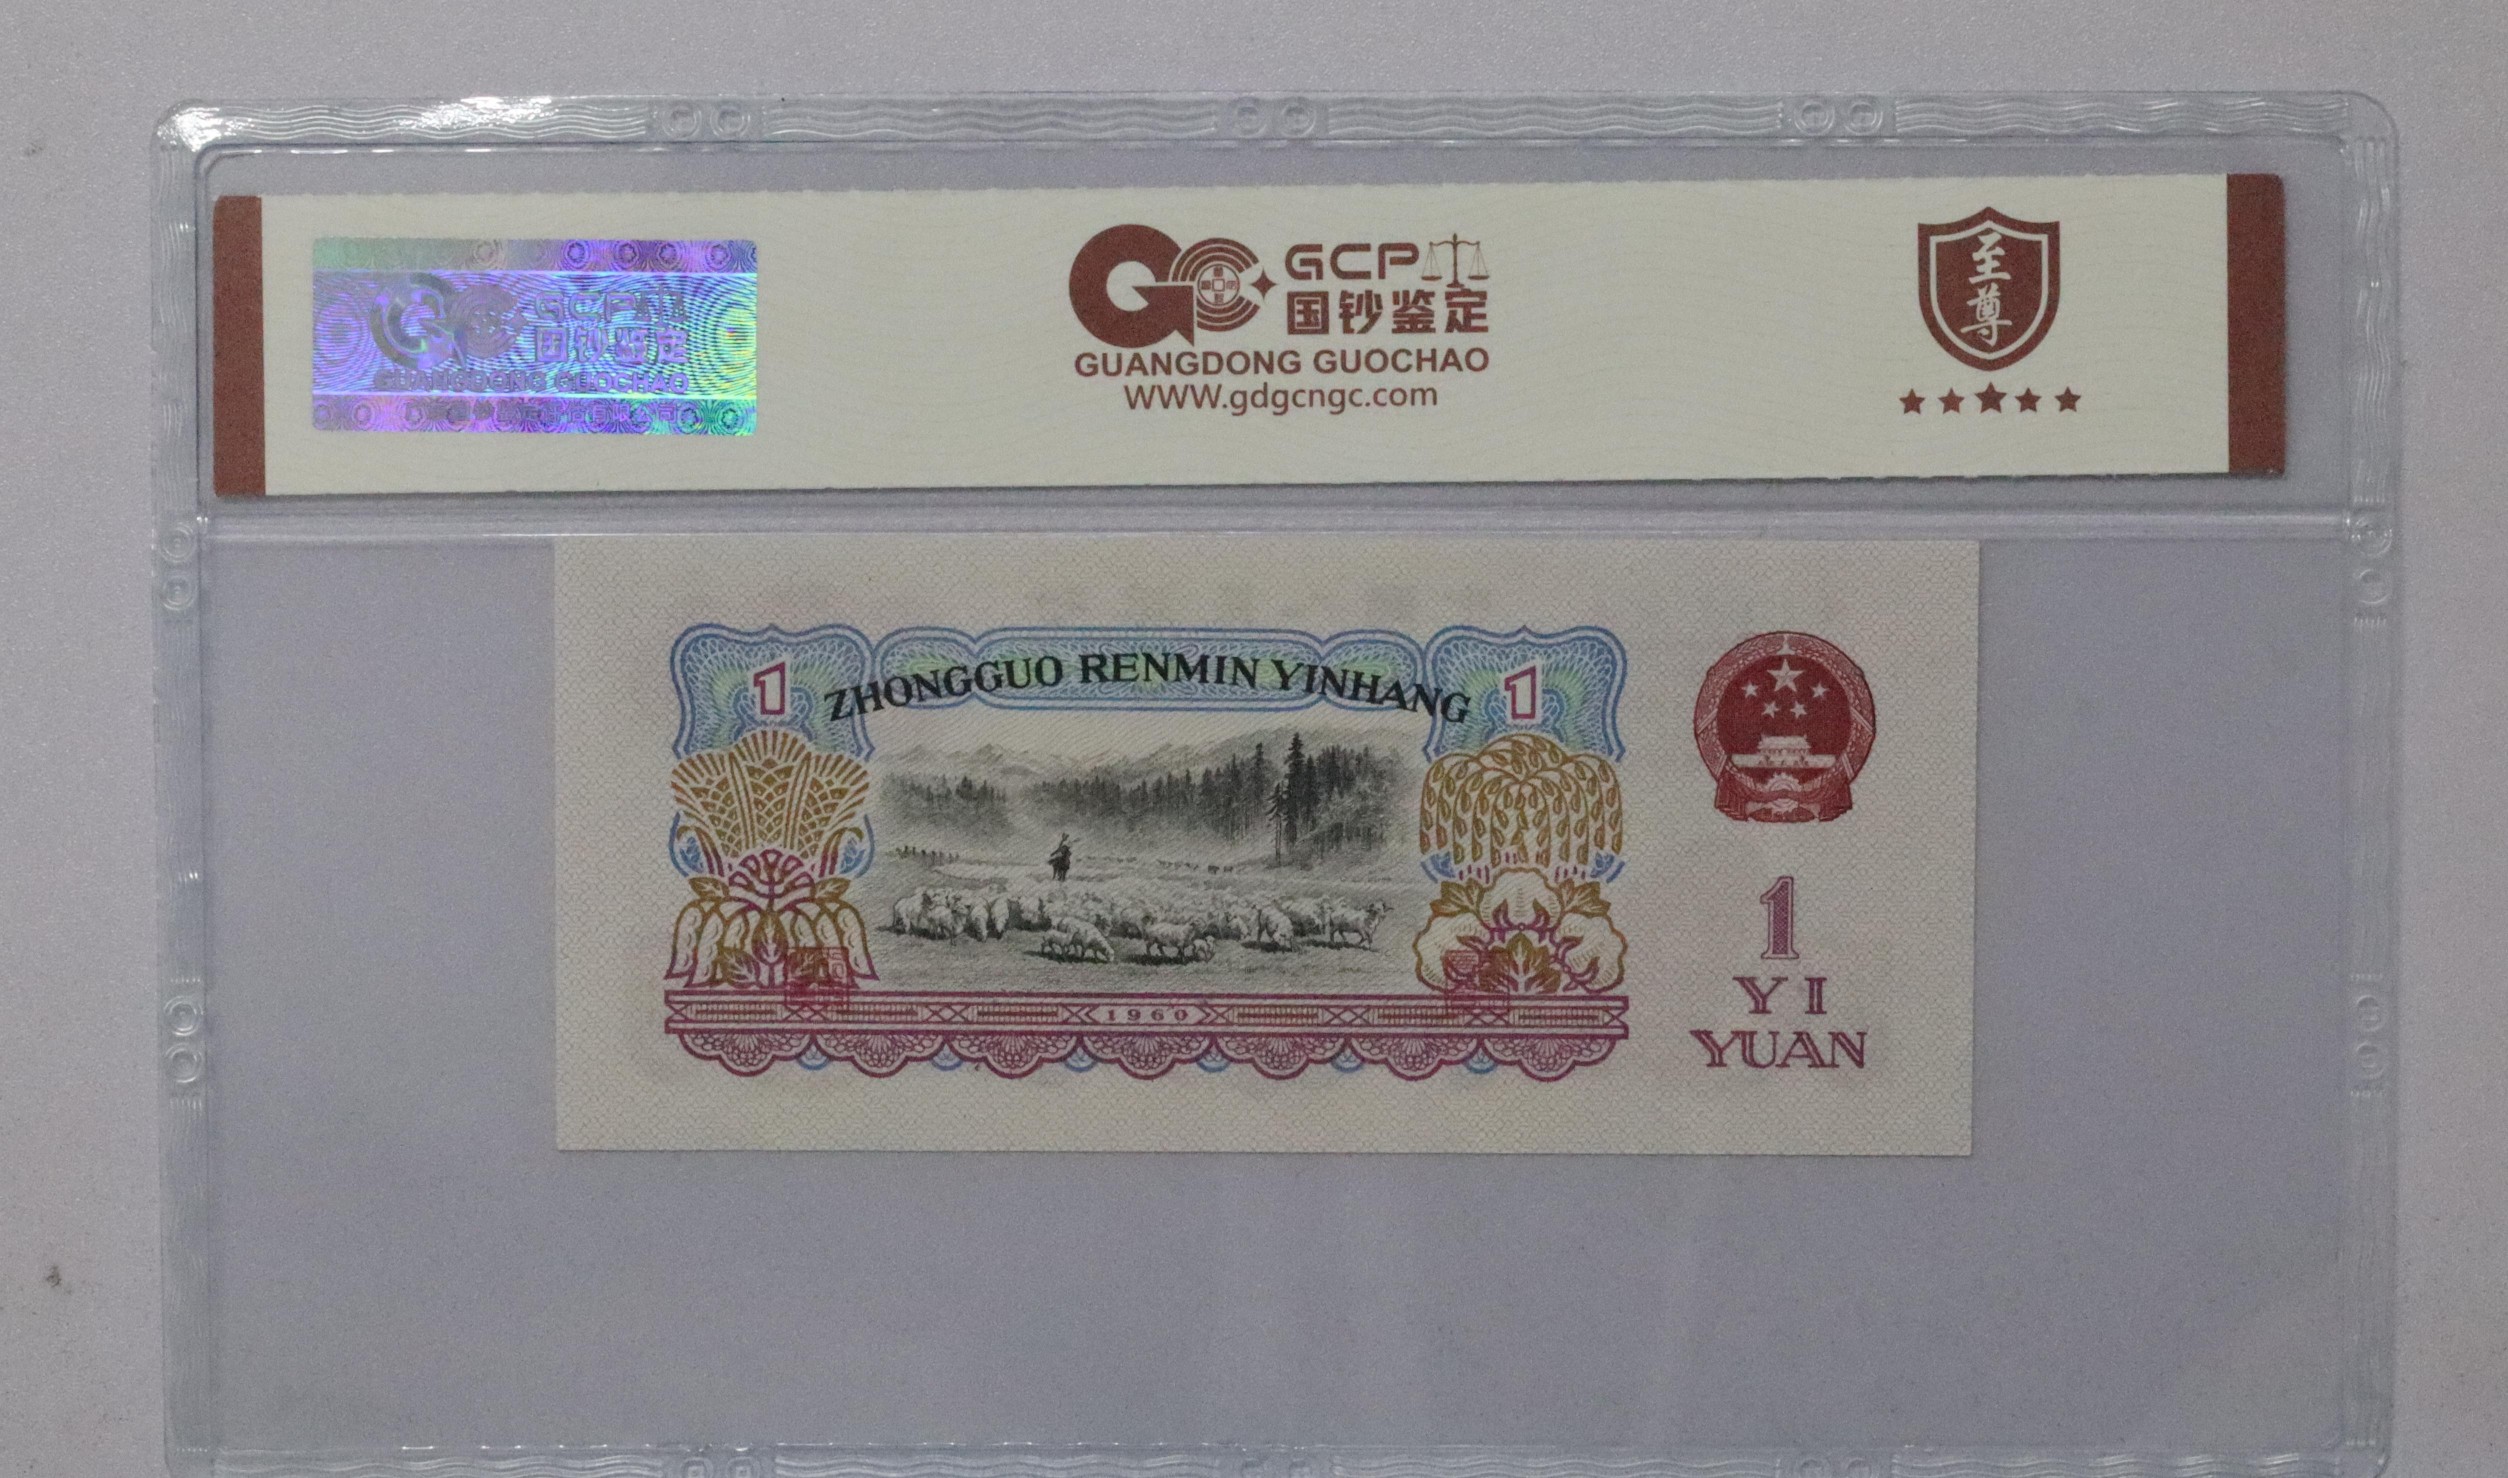 GCP
国钞鉴定
GUANGDONG GUOCHAO
GCP
国钞鉴定
GUANGDONG GUOCHAO
WWW.gdgcngc.com
至尊
1
ZHONGGUO RENMIN YINHANG
1
1960
1
YI
YUAN